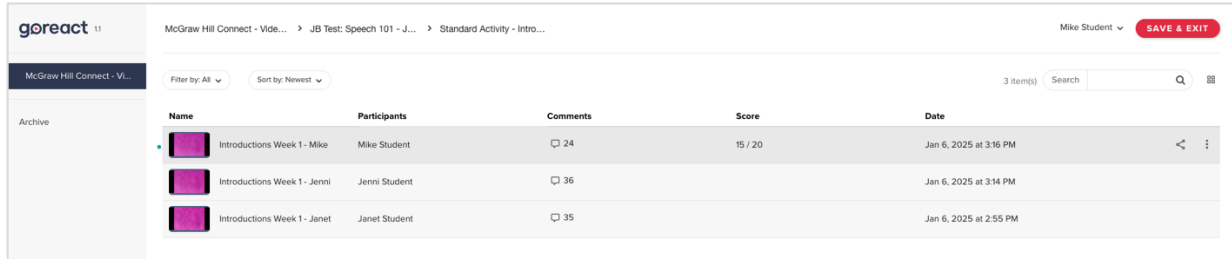 goreact 1.1
McGraw Hill Connect - Vide... > JB Test: Speech 101 - J... > Standard Activity - Intro...
Mike Student
SAVE & EXIT
McGraw Hill Connect - Vi...
Archive
Filter by: All
Sort by: Newest
3 item(s)
Search
Name Participants Comments Score Date
Introductions Week 1 - Mike Mike Student 24 15 / 20 Jan 6, 2025 at 3:16 PM
Introductions Week 1 - Jenni Jenni Student 36 Jan 6, 2025 at 3:14 PM
Introductions Week 1 - Janet Janet Student 35 Jan 6, 2025 at 2:55 PM